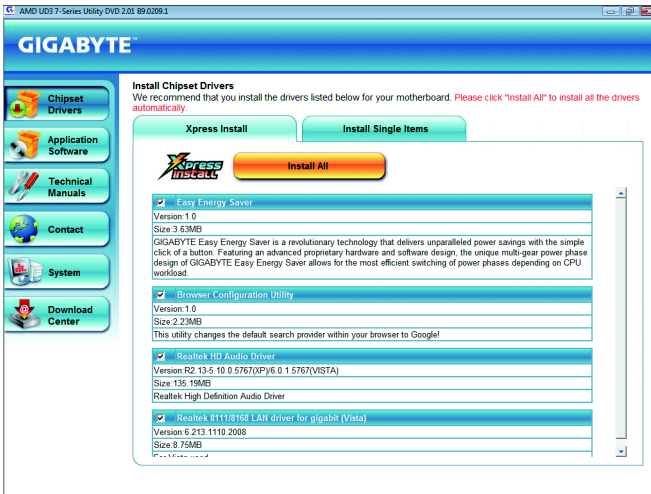 AMD UD3 7-Series Utility DVD 2.01 B9.0209.1
GIGABYTE™
Chipset
Drivers
Application
Software
Technical
Manuals
Contact
System
Download
Center
Install Chipset Drivers
We recommend that you install the drivers listed below for your motherboard. Please click "Install All" to install all the drivers
automatically.
Xpress Install
Install Single Items
Xpress
Install
Install All
Easy Energy Saver
Version:1.0
Size:3.63MB
GIGABYTE Easy Energy Saver is a revolutionary technology that delivers unparalleled power savings with the simple
click of a button. Featuring an advanced proprietary hardware and software design, the unique multi-gear power phase
design of GIGABYTE Easy Energy Saver allows for the most efficient switching of power phases depending on CPU
workload.
Browser Configuration Utility
Version:1.0
Size:2.23MB
This utility changes the default search provider within your browser to Google!
Realtek HD Audio Driver
Version:R2.13-5.10.0.5767(XP)/6.0.1.5767(VISTA)
Size:135.19MB
Realtek High Definition Audio Driver
Realtek 8111/8168 LAN driver for gigabit (Vista)
Version:6.213.1110.2008
Size:8.75MB
For Vista used